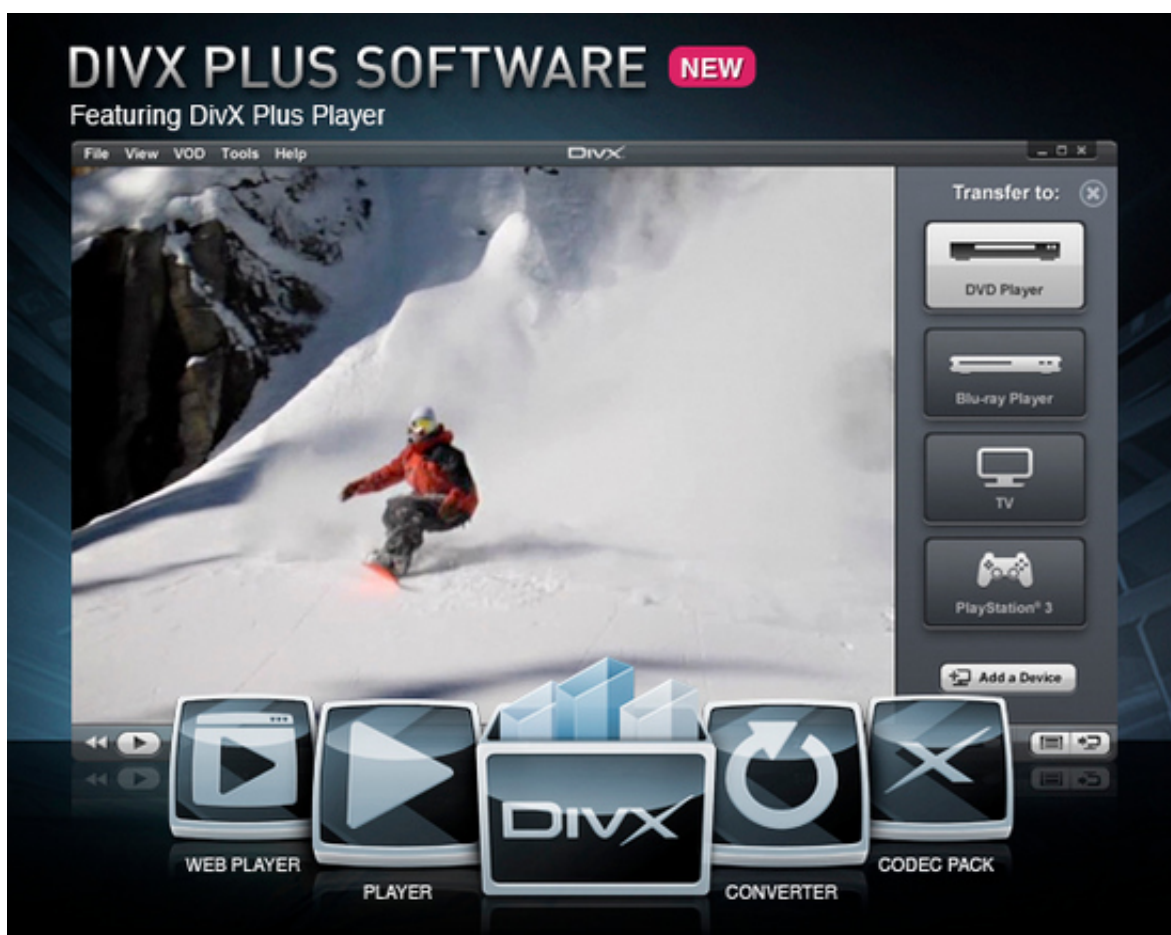 DIVX PLUS SOFTWARE NEW
Featuring DivX Plus Player
File View VOD Tools Help DIVX
Transfer to:
DVD Player
Blu-ray Player
TV
PlayStation® 3
Add a Device
DIVX
WEB PLAYER
PLAYER
CONVERTER
CODEC PACK